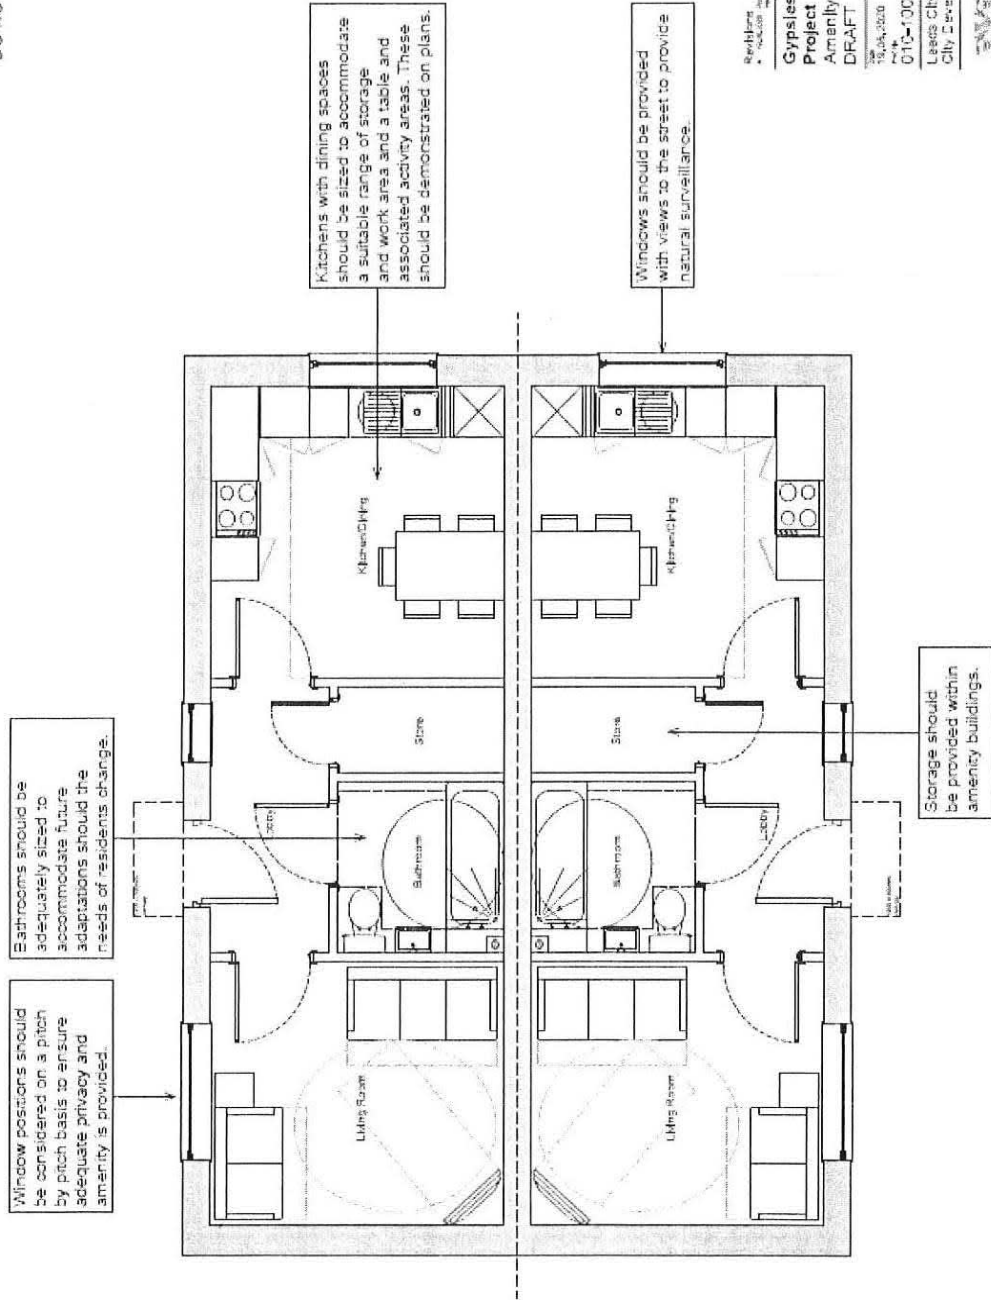 Window positions should
be considered on a pitch
by pitch basis to ensure
adequate privacy and
amenity is provided.
Bathrooms should be
adequately sized to
accommodate future
adaptations should the
needs of residents change.
Kitchens with dining spaces
should be sized to accommodate
a suitable range of storage
and work area and a table and
associated activity areas. These
should be demonstrated on plans.
Windows should be provided
with views to the street to provide
natural surveillance.
Storage should
be provided within
amenity buildings.
Living Room
Bathroom
Lobby
Store
Kitchen/Dining
Living Room
Bathroom
Lobby
Store
Kitchen/Dining
Revisions
Gypsies
Project
Amenity
DRAFT
010-100
Leeds Cit
City Deve